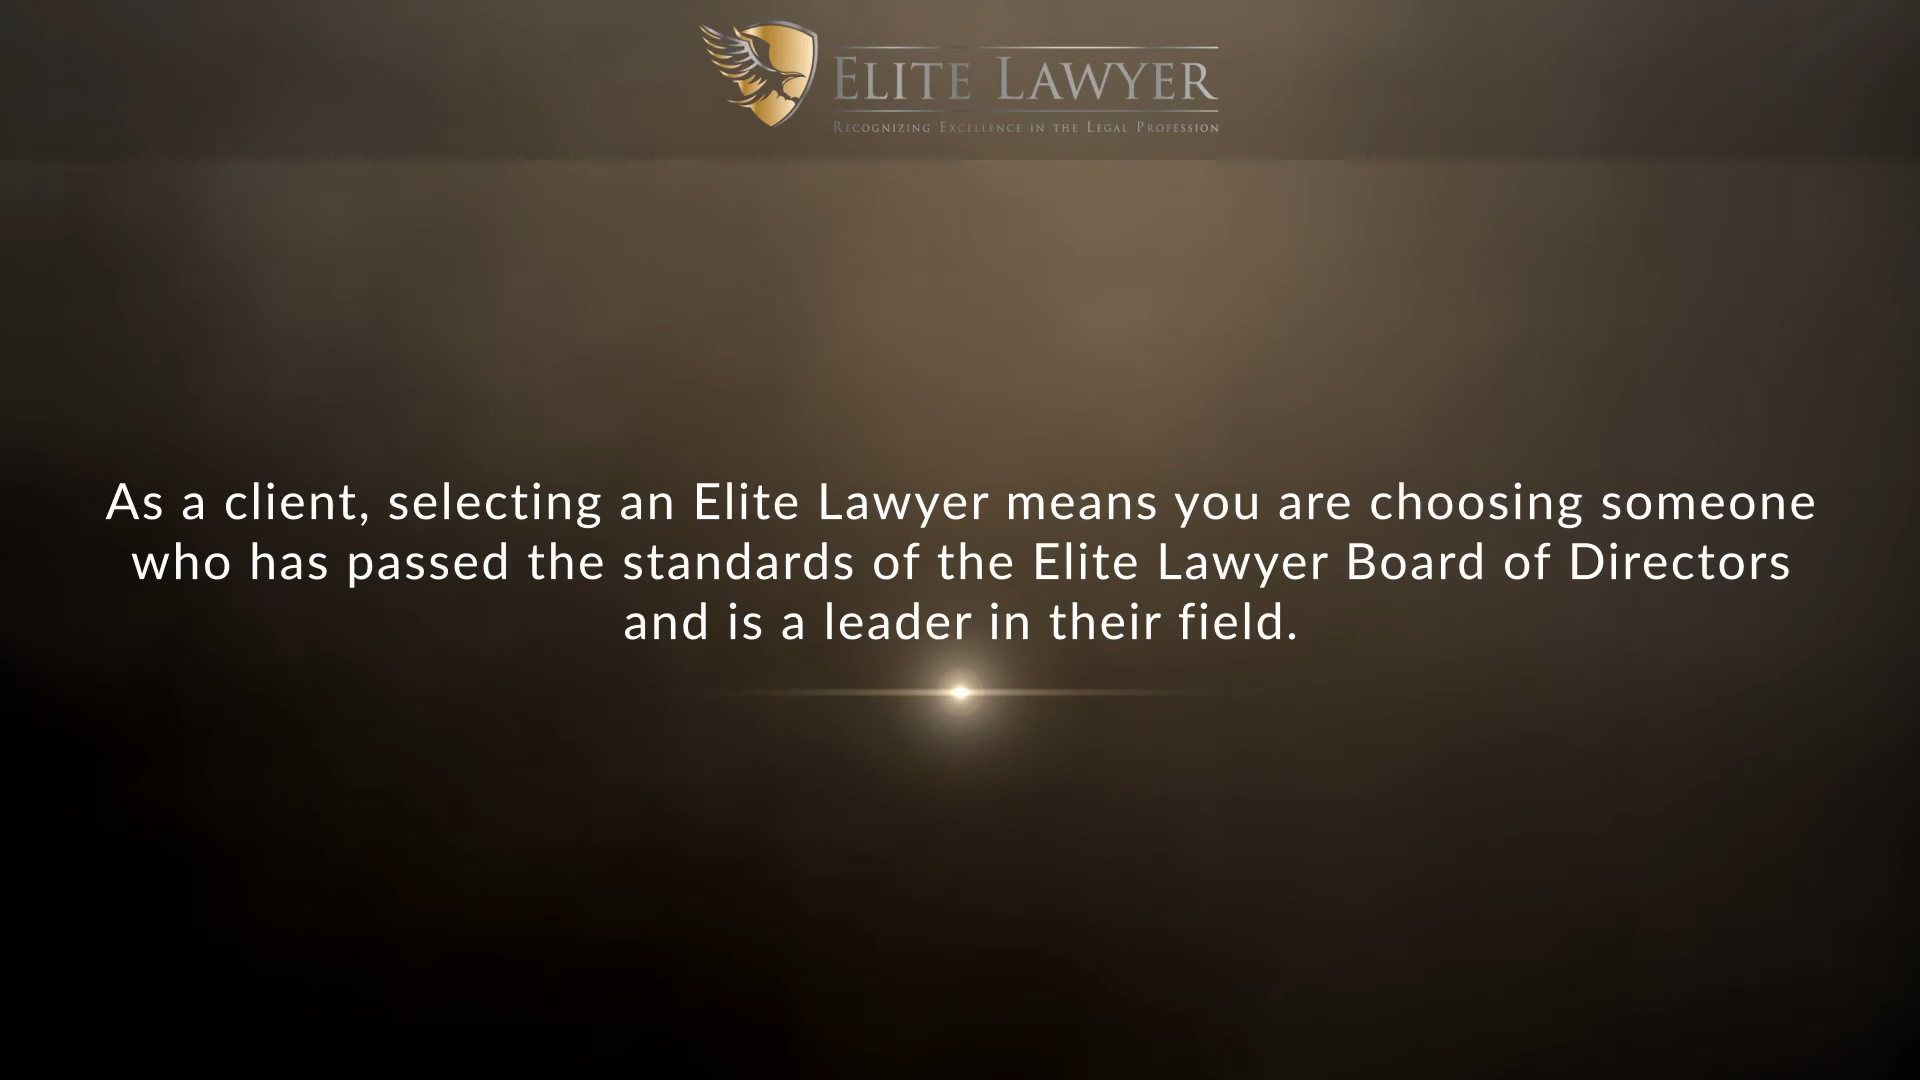 ELITE LAWYER
RECOGNIZING EXCELLENCE IN THE LEGAL PROFESSION
As a client, selecting an Elite Lawyer means you are choosing someone
who has passed the standards of the Elite Lawyer Board of Directors
and is a leader in their field.